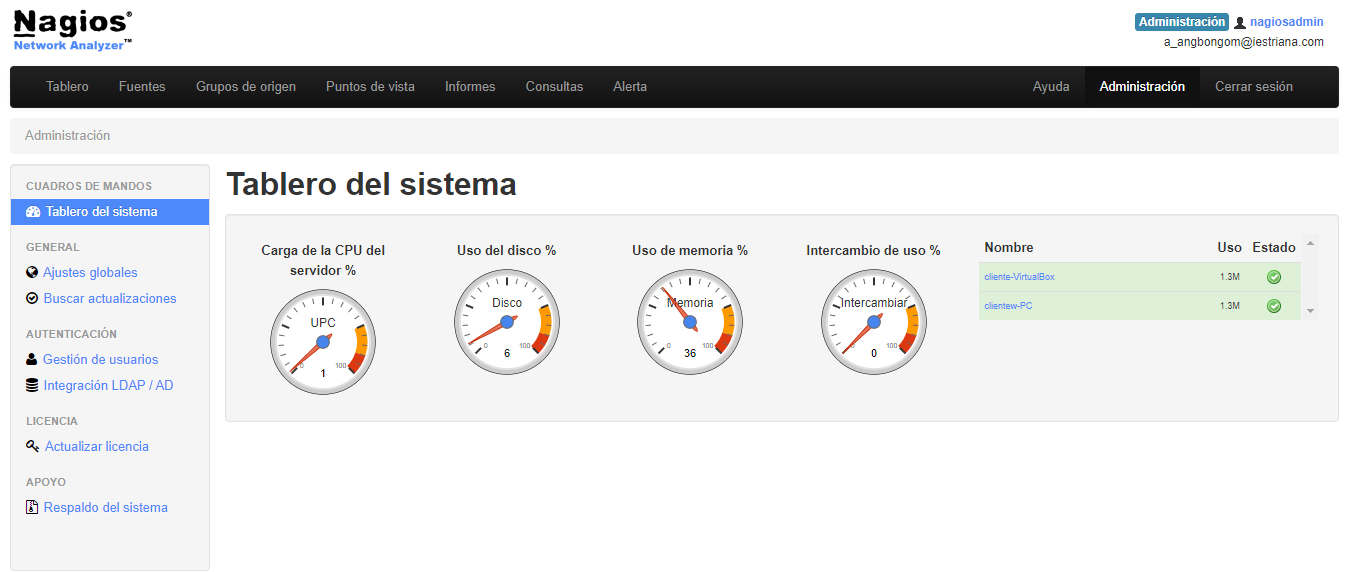 Nagios®
Network Analyzer™
Administración nagiosadmin
a_angbongom@iestriana.com
Tablero Fuentes Grupos de origen Puntos de vista Informes Consultas Alerta Ayuda Administración Cerrar sesión
Administración
CUADROS DE MANDOS
Tablero del sistema
GENERAL
Ajustes globales
Buscar actualizaciones
AUTENTICACIÓN
Gestión de usuarios
Integración LDAP / AD
LICENCIA
Actualizar licencia
APOYO
Respaldo del sistema
Tablero del sistema
Carga de la CPU del
servidor %
UPC
0 100
1
Uso del disco %
Disco
0 100
6
Uso de memoria %
Memoria
0 100
36
Intercambio de uso %
Intercambiar
0 100
0
Nombre Uso Estado
cliente-VirtualBox 1.3M
clientew-PC 1.3M